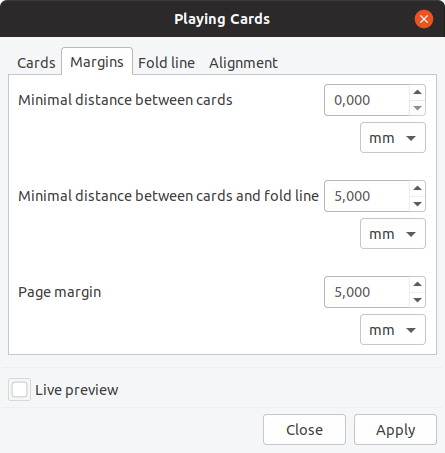 Playing Cards
Cards Margins Fold line Alignment
Minimal distance between cards 0,000
mm
Minimal distance between cards and fold line 5,000
mm
Page margin 5,000
mm
Live preview
Close Apply